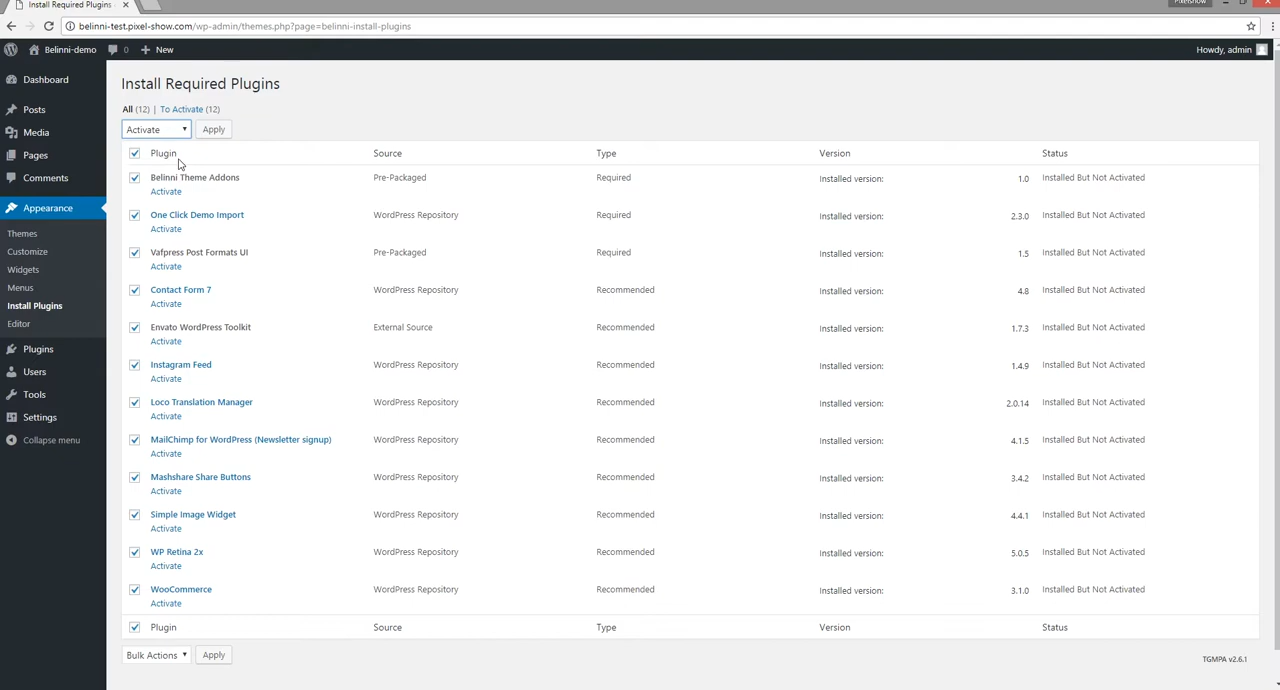 Install Required Plugins
Pixelshow
belinni-test.pixel-show.com/wp-admin/themes.php?page=belinni-install-plugins
Belinni-demo 0 New Howdy, admin
Dashboard
Posts
Media
Pages
Comments
Appearance
Themes
Customize
Widgets
Menus
Install Plugins
Editor
Plugins
Users
Tools
Settings
Collapse menu
Install Required Plugins
All (12) | To Activate (12)
Activate Apply
Plugin Source Type Version Status
Belinni Theme Addons Pre-Packaged Required Installed version: 1.0 Installed But Not Activated
Activate
One Click Demo Import WordPress Repository Required Installed version: 2.3.0 Installed But Not Activated
Activate
Vafpress Post Formats UI Pre-Packaged Required Installed version: 1.5 Installed But Not Activated
Activate
Contact Form 7 WordPress Repository Recommended Installed version: 4.8 Installed But Not Activated
Activate
Envato WordPress Toolkit External Source Recommended Installed version: 1.7.3 Installed But Not Activated
Activate
Instagram Feed WordPress Repository Recommended Installed version: 1.4.9 Installed But Not Activated
Activate
Loco Translation Manager WordPress Repository Recommended Installed version: 2.0.14 Installed But Not Activated
Activate
MailChimp for WordPress (Newsletter signup) WordPress Repository Recommended Installed version: 4.1.5 Installed But Not Activated
Activate
Mashshare Share Buttons WordPress Repository Recommended Installed version: 3.4.2 Installed But Not Activated
Activate
Simple Image Widget WordPress Repository Recommended Installed version: 4.4.1 Installed But Not Activated
Activate
WP Retina 2x WordPress Repository Recommended Installed version: 5.0.5 Installed But Not Activated
Activate
WooCommerce WordPress Repository Recommended Installed version: 3.1.0 Installed But Not Activated
Activate
Plugin Source Type Version Status
Bulk Actions Apply
TGMPA v2.6.1